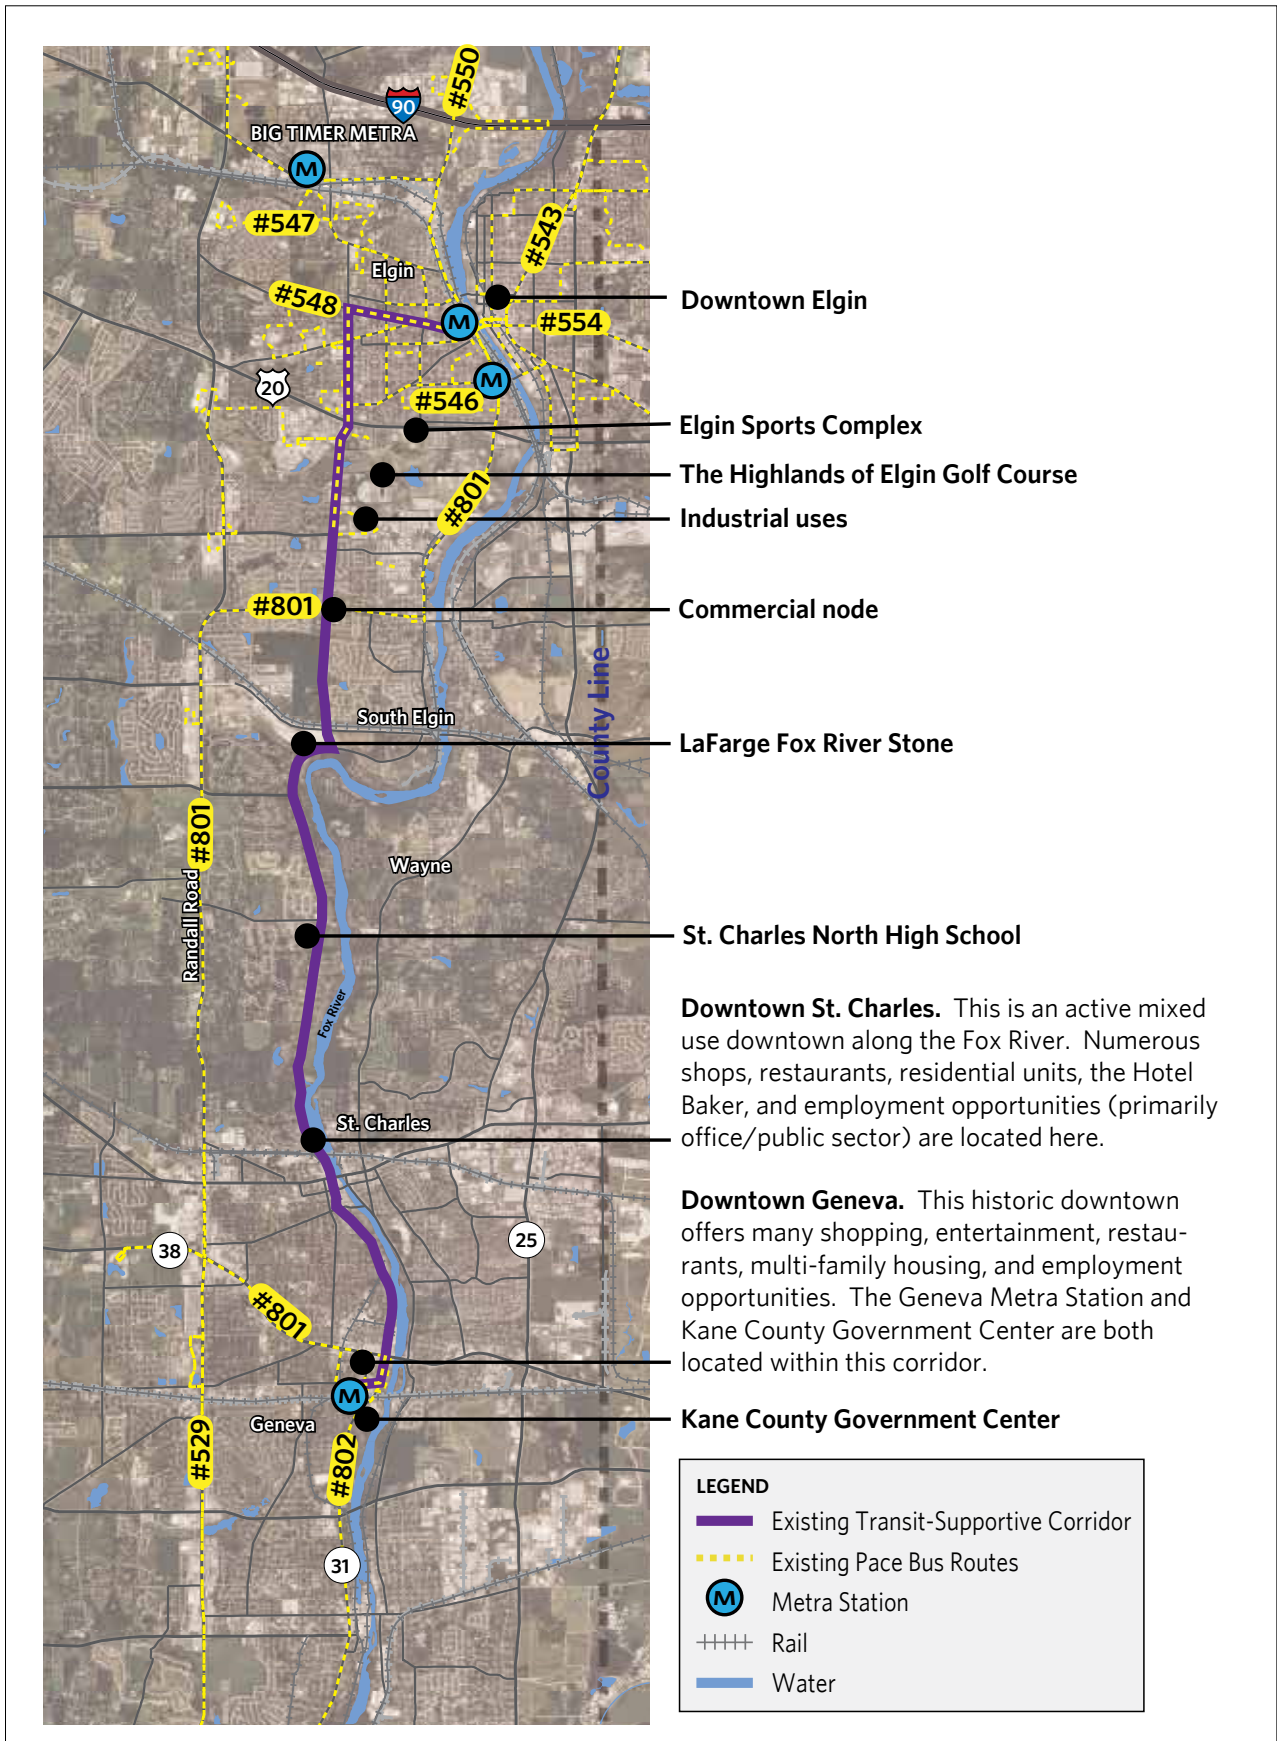 #550
90
BIG TIMER METRA
M
#547
#543
Elgin
#548
Downtown Elgin
M
#554
20
M
#546
Elgin Sports Complex
The Highlands of Elgin Golf Course
#801
Industrial uses
#801
Commercial node
County Line
South Elgin
LaFarge Fox River Stone
#801
Wayne
Randall Road
St. Charles North High School
Fox River
Downtown St. Charles. This is an active mixed
use downtown along the Fox River. Numerous
shops, restaurants, residential units, the Hotel
Baker, and employment opportunities (primarily
office/public sector) are located here.
St. Charles
Downtown Geneva. This historic downtown
offers many shopping, entertainment, restau-
rants, multi-family housing, and employment
opportunities. The Geneva Metra Station and
Kane County Government Center are both
located within this corridor.
38
25
#801
M
Geneva
Kane County Government Center
#529
#802
31
LEGEND
Existing Transit-Supportive Corridor
Existing Pace Bus Routes
M
Metra Station
Rail
Water